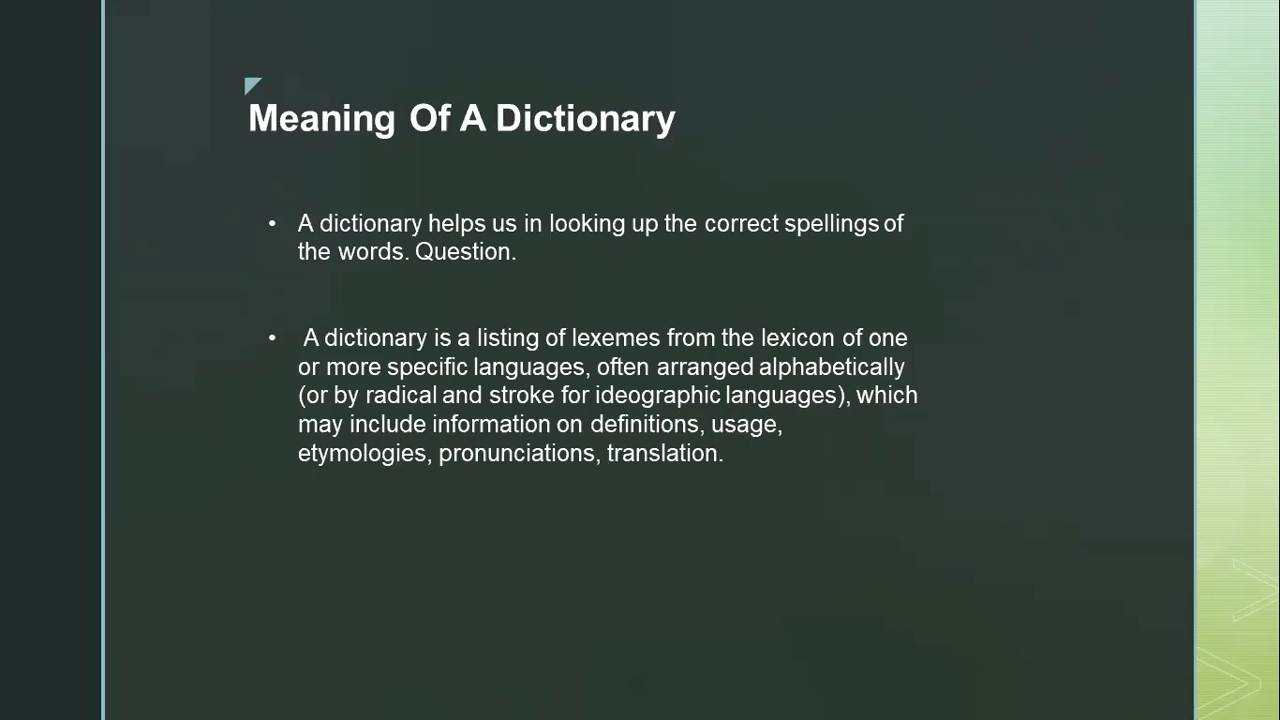 Meaning Of A Dictionary
• A dictionary helps us in looking up the correct spellings of
the words. Question.
• A dictionary is a listing of lexemes from the lexicon of one
or more specific languages, often arranged alphabetically
(or by radical and stroke for ideographic languages), which
may include information on definitions, usage,
etymologies, pronunciations, translation.